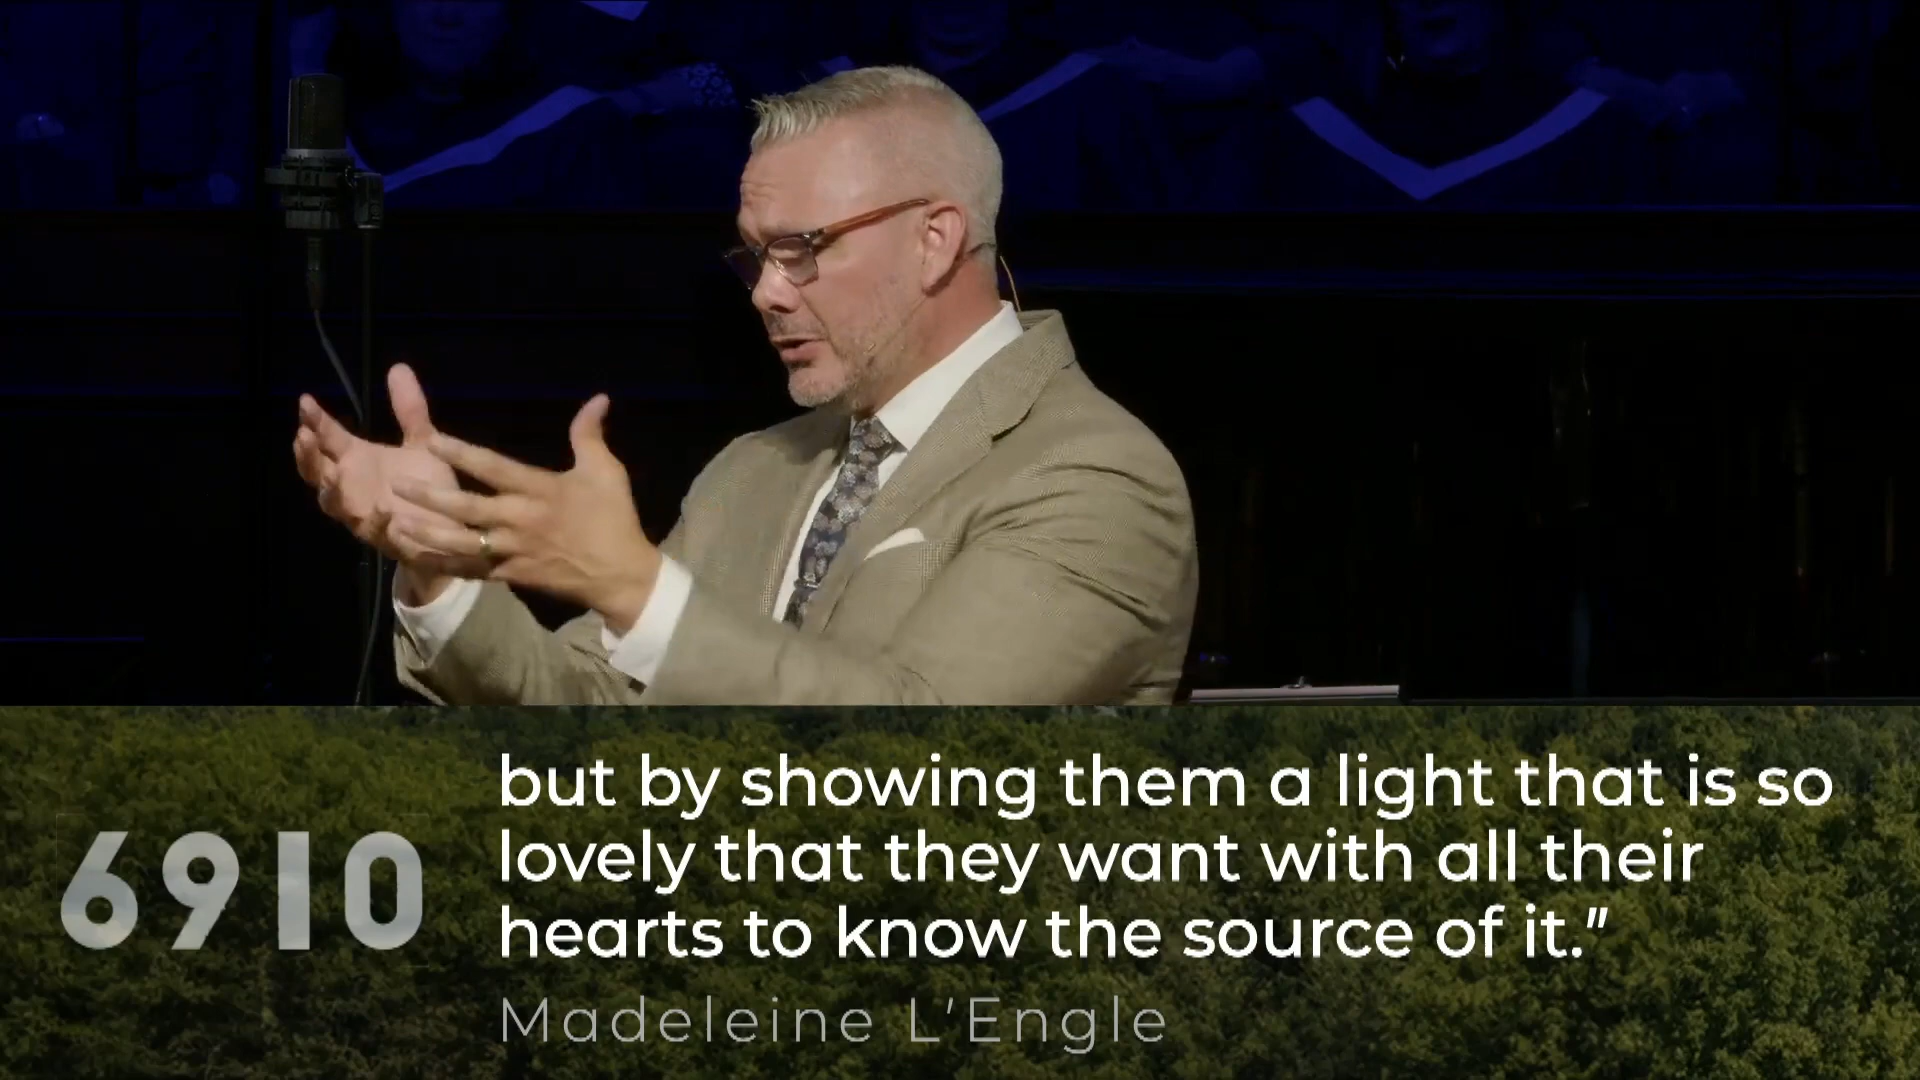 6910
but by showing them a light that is so
lovely that they want with all their
hearts to know the source of it."
Madeleine L'Engle